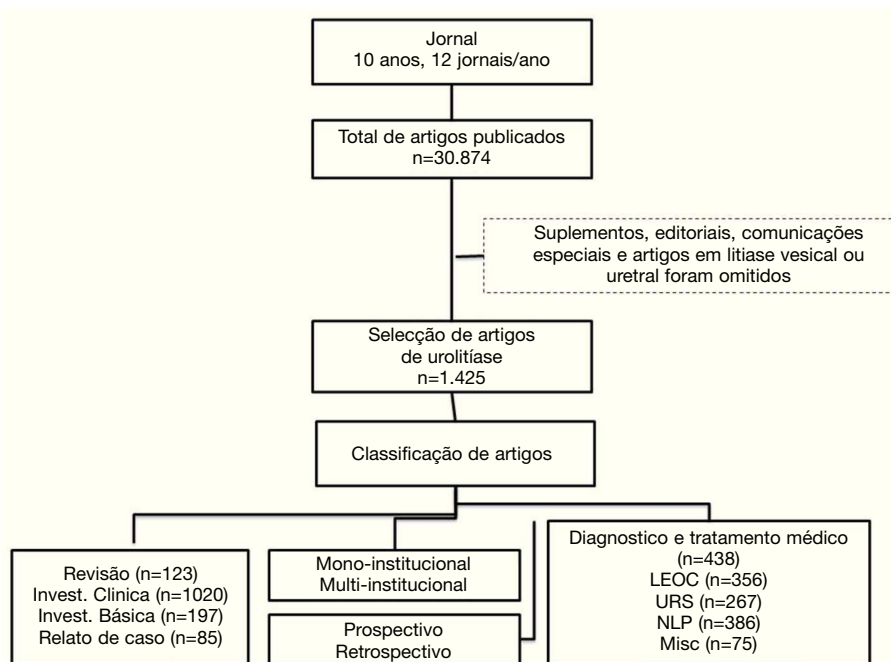 Jornal
10 anos, 12 jornais/ano
Total de artigos publicados
n=30.874
Suplementos, editoriais, comunicações
especiais e artigos em litiase vesical ou
uretral foram omitidos
Selecção de artigos
de urolitíase
n=1.425
Classificação de artigos
Revisão (n=123)
Invest. Clinica (n=1020)
Invest. Básica (n=197)
Relato de caso (n=85)
Mono-institucional
Multi-institucional
Prospectivo
Retrospectivo
Diagnostico e tratamento médico
(n=438)
LEOC (n=356)
URS (n=267)
NLP (n=386)
Misc (n=75)